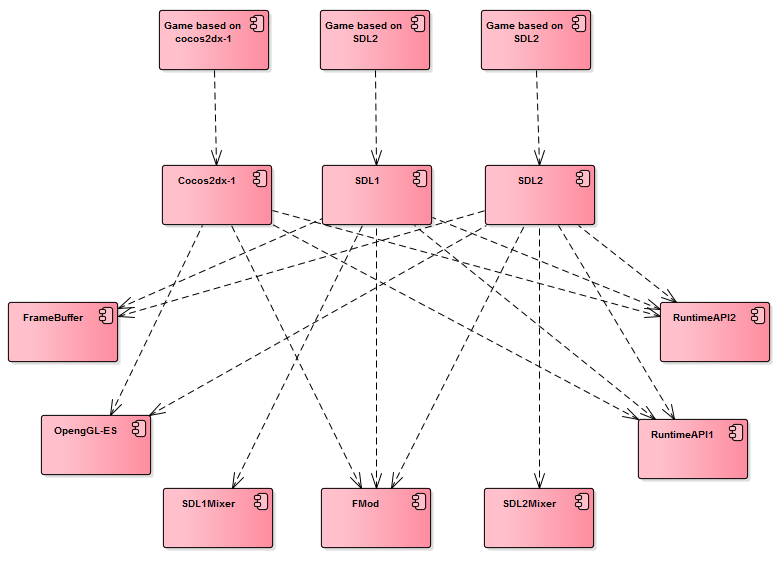 Game based on
cocos2dx-1
Game based on
SDL2
Game based on
SDL2
Cocos2dx-1
SDL1
SDL2
FrameBuffer
RuntimeAPI2
OpengGL-ES
RuntimeAPI1
SDL1Mixer
FMod
SDL2Mixer